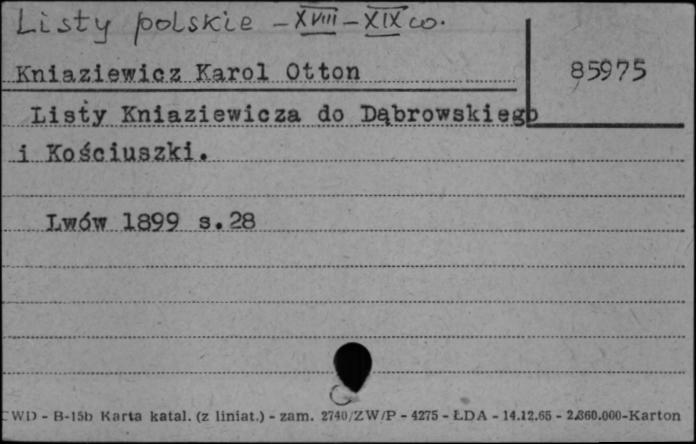 Listy polskie - XVIII - XIX w.
Kniaziewicz Karol Otton
85975
Listy Kniaziewicza do Dąbrowskiego
i Kościuszki.
Lwów 1899 s.28
CWD - B-15b Karta katal. (z liniat.) - zam. 2740/ZW/P - 4275 - ŁDA - 14.12.65 - 2.860.000-Karton